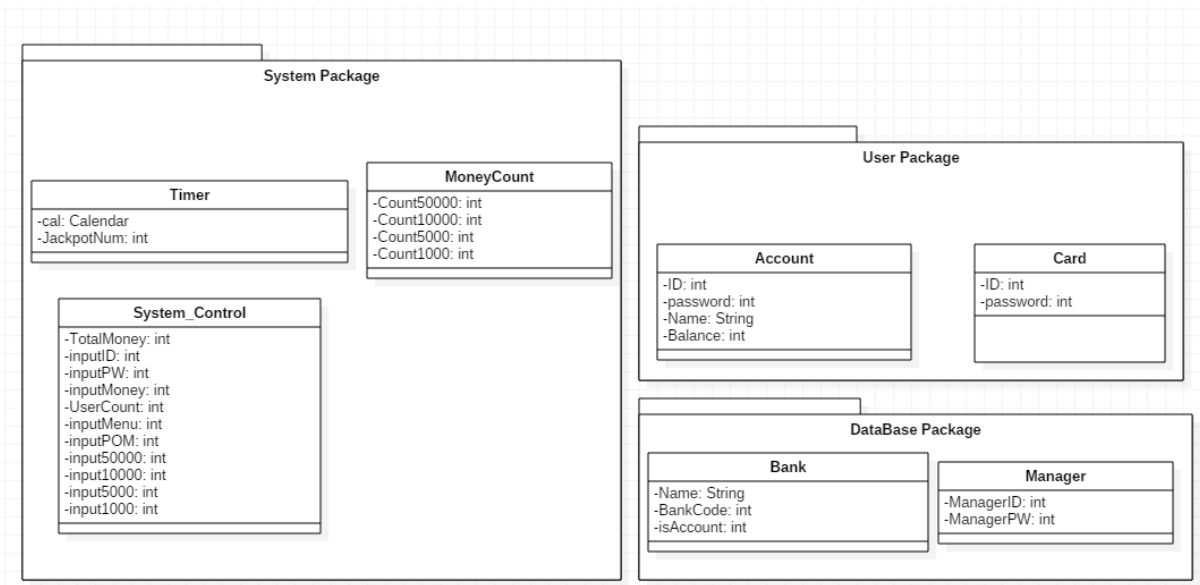 System Package
Timer
-cal: Calendar
-JackpotNum: int
MoneyCount
-Count50000: int
-Count10000: int
-Count5000: int
-Count1000: int
System_Control
-TotalMoney: int
-inputID: int
-inputPW: int
-inputMoney: int
-UserCount: int
-inputMenu: int
-inputPOM: int
-input50000: int
-input10000: int
-input5000: int
-input1000: int
User Package
Account
-ID: int
-password: int
-Name: String
-Balance: int
Card
-ID: int
-password: int
DataBase Package
Bank
-Name: String
-BankCode: int
-isAccount: int
Manager
-ManagerID: int
-ManagerPW: int